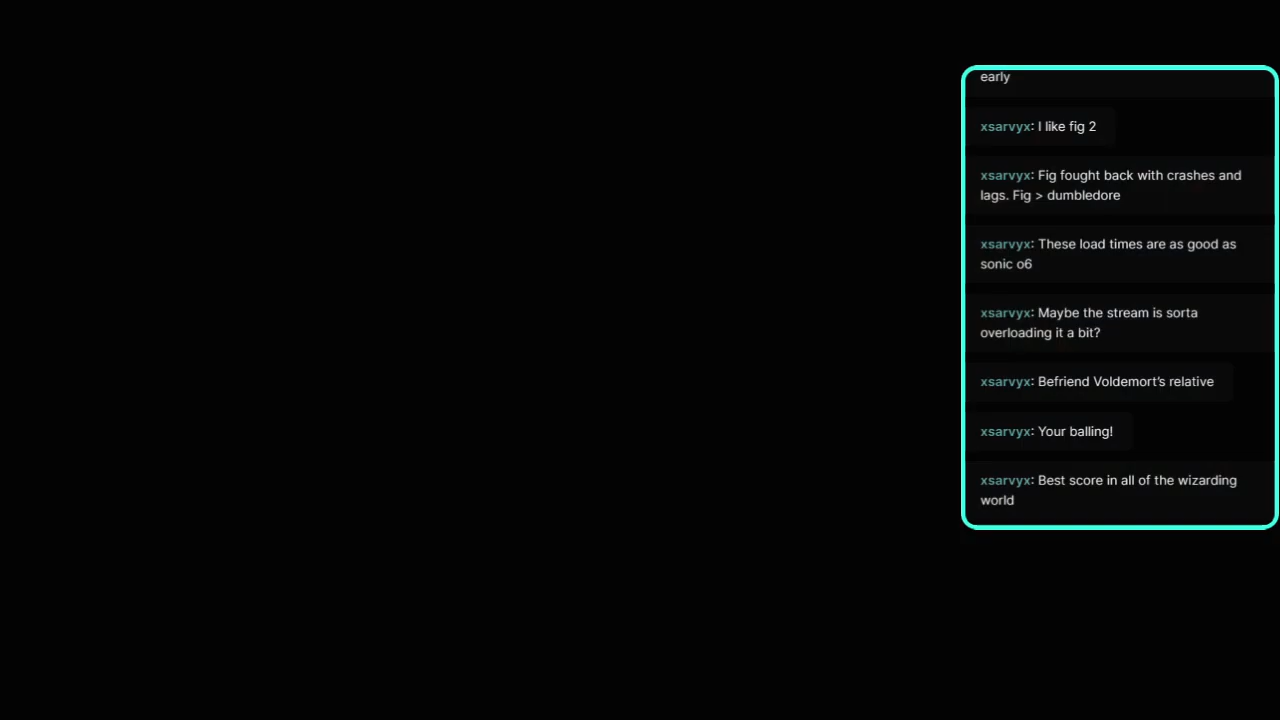 early
xsarvyx: I like fig 2
xsarvyx: Fig fought back with crashes and
lags. Fig > dumbledore
xsarvyx: These load times are as good as
sonic o6
xsarvyx: Maybe the stream is sorta
overloading it a bit?
xsarvyx: Befriend Voldemort's relative
xsarvyx: Your balling!
xsarvyx: Best score in all of the wizarding
world